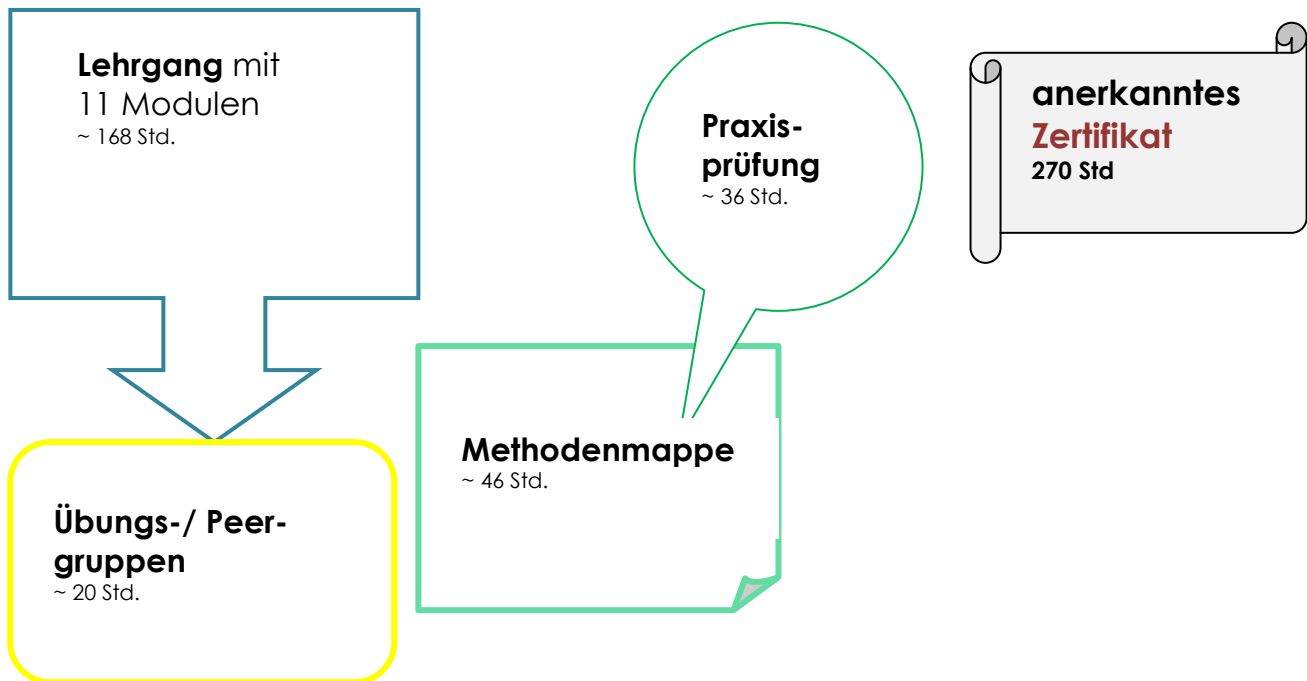 Lehrgang mit
11 Modulen
~ 168 Std.
Übungs-/ Peer-
gruppen
~ 20 Std.
Methodenmappe
~ 46 Std.
Praxis-
prüfung
~ 36 Std.
anerkanntes
Zertifikat
270 Std